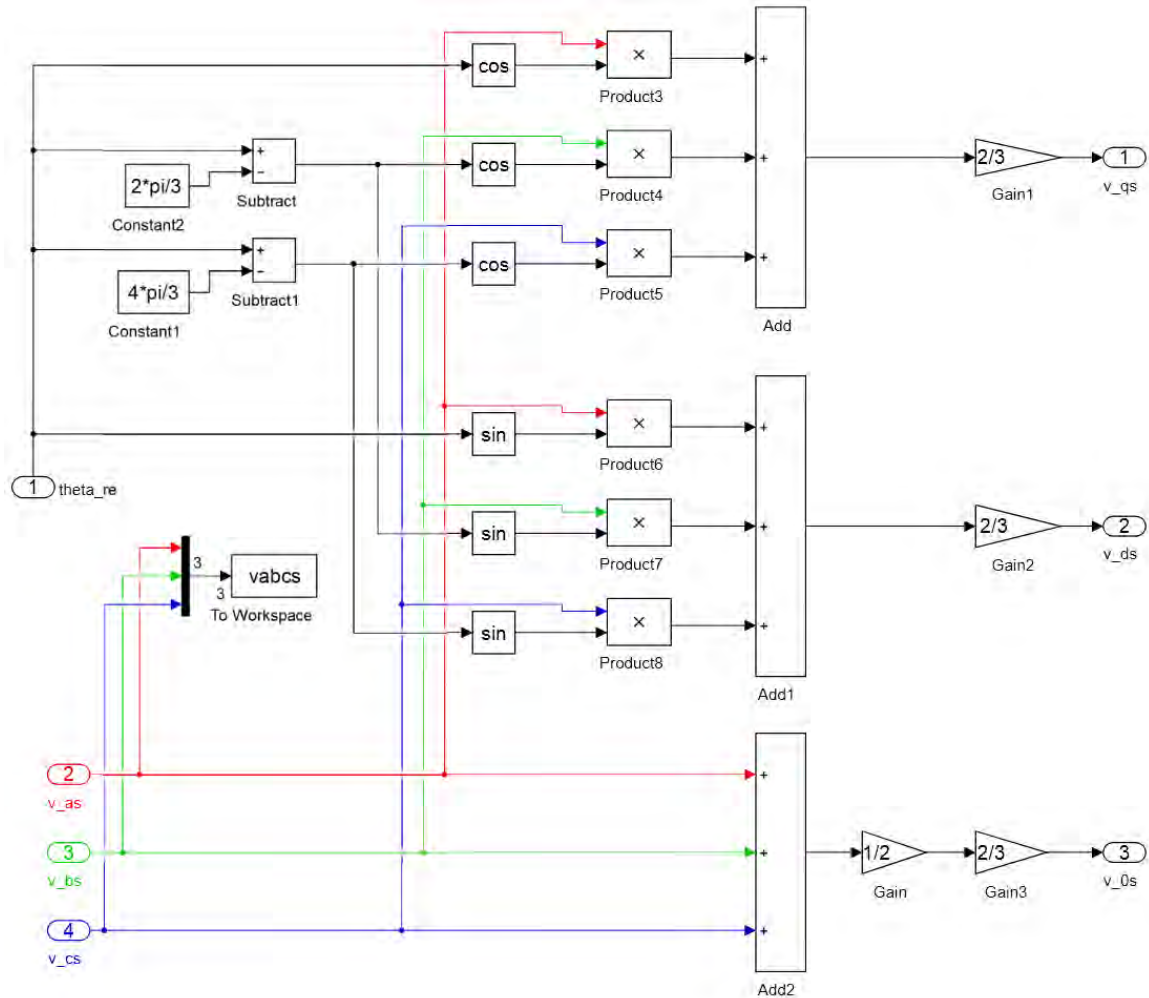 cos
×
+
Product3
2*pi/3
Constant2
+
−
Subtract
cos
×
+
Product4
2/3
Gain1
1
v_qs
4*pi/3
Constant1
+
−
Subtract1
cos
×
+
Product5
Add
sin
×
+
Product6
1
theta_re
sin
×
+
Product7
2/3
Gain2
2
v_ds
3
3
vabcs
To Workspace
sin
×
+
Product8
Add1
2
v_as
+
3
v_bs
+
1/2
Gain
2/3
Gain3
3
v_0s
4
v_cs
+
Add2